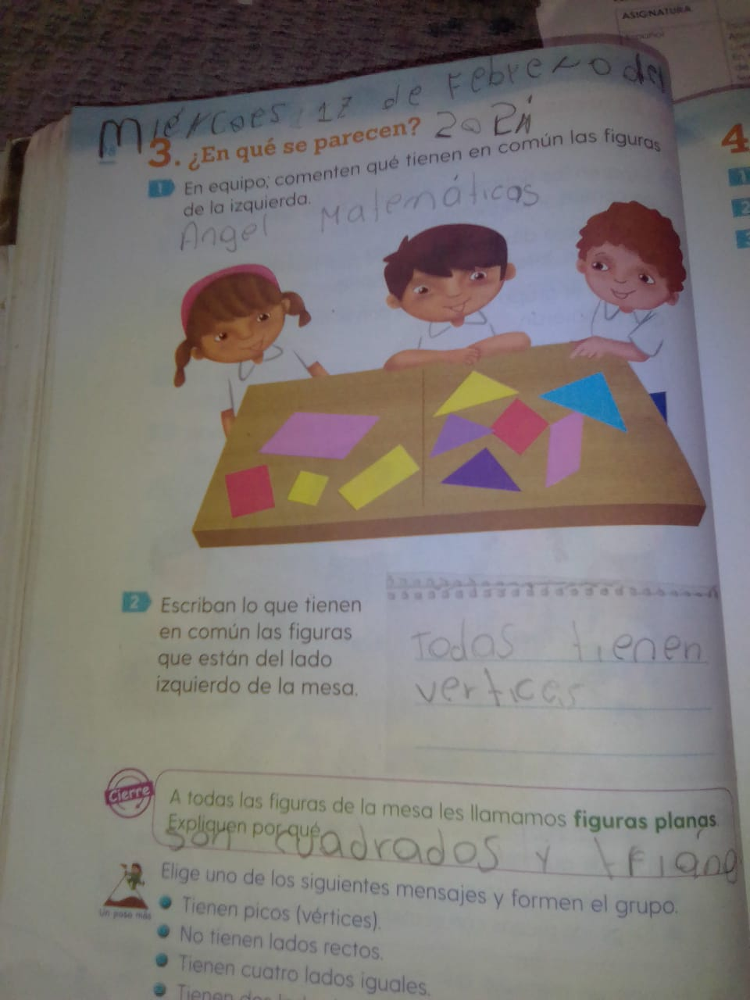 ASIGNATURA
Miércoes 17 de Febrero del
3. ¿En qué se parecen?
1 En equipo; comenten qué tienen en común las figuras
de la izquierda.
Angel Matemáticas
4
1
2
2 Escriban lo que tienen
en común las figuras
que están del lado
izquierdo de la mesa.
Todas tienen
vertices
Cierre
A todas las figuras de la mesa les llamamos figuras planas.
Expliquen por qué.
son cuadrados y triáng
Un paso más
Elige uno de los siguientes mensajes y formen el grupo.
Tienen picos (vértices).
No tienen lados rectos.
Tienen cuatro lados iguales.
Tienen